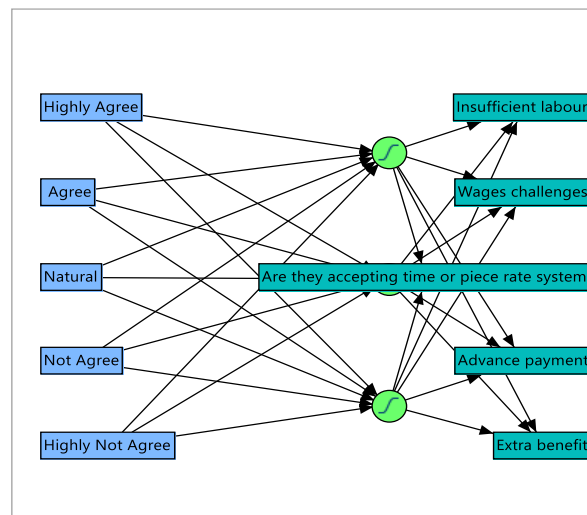 Highly Agree
Insufficient labour
Agree
Wages challenges
Natural
Are they accepting time or piece rate system
Not Agree
Advance payment
Highly Not Agree
Extra benefit